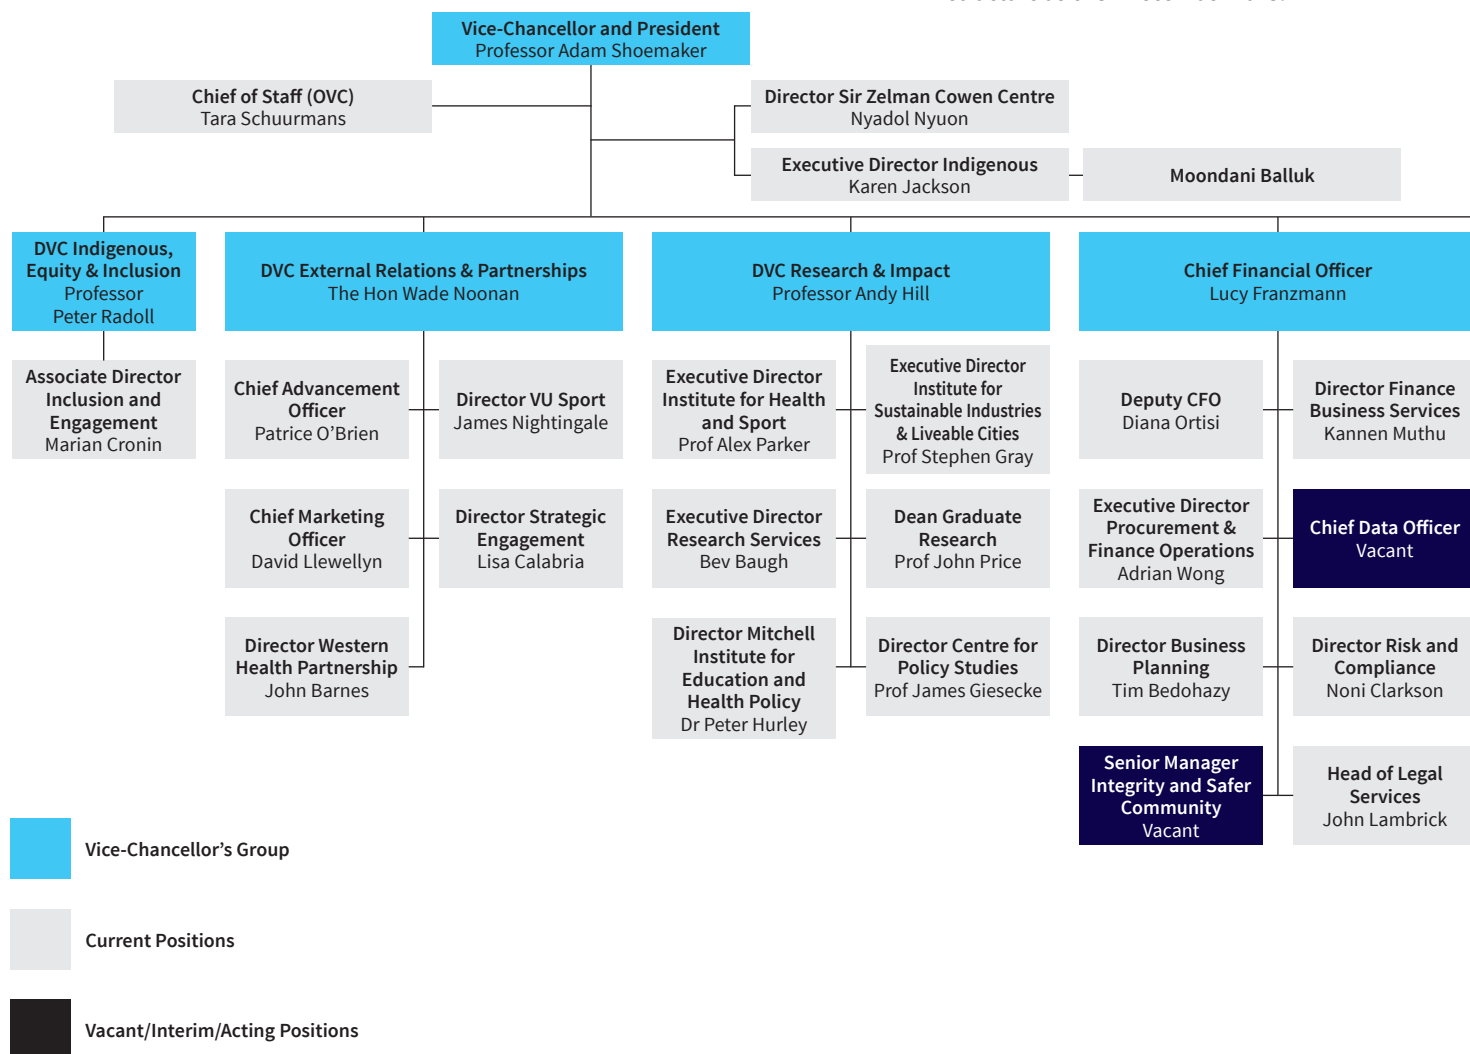 Vice-Chancellor and President
Professor Adam Shoemaker
Chief of Staff (OVC)
Tara Schuurmans
Director Sir Zelman Cowen Centre
Nyadol Nyuon
Executive Director Indigenous
Karen Jackson
Moondani Balluk
DVC Indigenous,
Equity & Inclusion
Professor
Peter Radoll
DVC External Relations & Partnerships
The Hon Wade Noonan
DVC Research & Impact
Professor Andy Hill
Chief Financial Officer
Lucy Franzmann
Associate Director
Inclusion and
Engagement
Marian Cronin
Chief Advancement
Officer
Patrice O’Brien
Director VU Sport
James Nightingale
Executive Director
Institute for Health
and Sport
Prof Alex Parker
Executive Director
Institute for
Sustainable Industries
& Liveable Cities
Prof Stephen Gray
Deputy CFO
Diana Ortisi
Director Finance
Business Services
Kannen Muthu
Chief Marketing
Officer
David Llewellyn
Director Strategic
Engagement
Lisa Calabria
Executive Director
Research Services
Bev Baugh
Dean Graduate
Research
Prof John Price
Executive Director
Procurement &
Finance Operations
Adrian Wong
Chief Data Officer
Vacant
Director Western
Health Partnership
John Barnes
Director Mitchell
Institute for
Education and
Health Policy
Dr Peter Hurley
Director Centre for
Policy Studies
Prof James Giesecke
Director Business
Planning
Tim Bedohazy
Director Risk and
Compliance
Noni Clarkson
Senior Manager
Integrity and Safer
Community
Vacant
Head of Legal
Services
John Lambrick
Vice-Chancellor’s Group
Current Positions
Vacant/Interim/Acting Positions